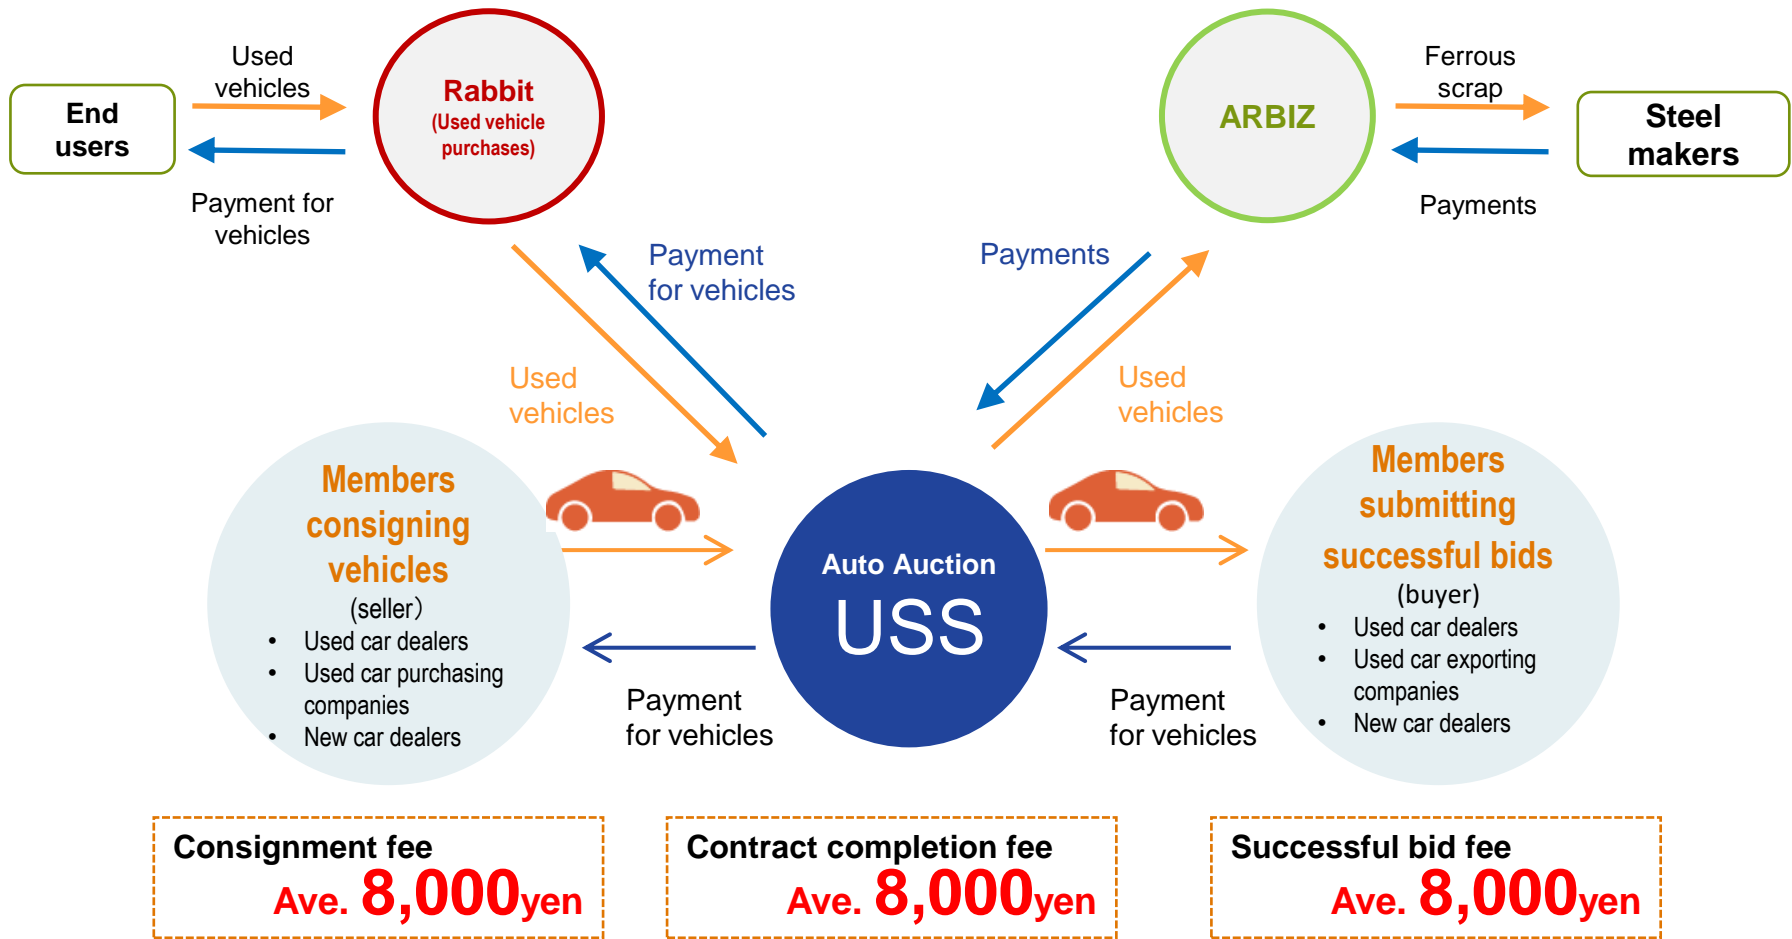 Used
vehicles
End
users
Payment for
vehicles
Rabbit
(Used vehicle
purchases)
ARBIZ
Ferrous
scrap
Steel
makers
Payments
Payment
for vehicles
Used
vehicles
Payments
Used
vehicles
Members
consigning
vehicles
(seller）
• Used car dealers
• Used car purchasing
companies
• New car dealers
Auto Auction
USS
Payment
for vehicles
Members
submitting
successful bids
(buyer)
• Used car dealers
• Used car exporting
companies
• New car dealers
Payment
for vehicles
Consignment fee
Ave. 8,000yen
Contract completion fee
Ave. 8,000yen
Successful bid fee
Ave. 8,000yen